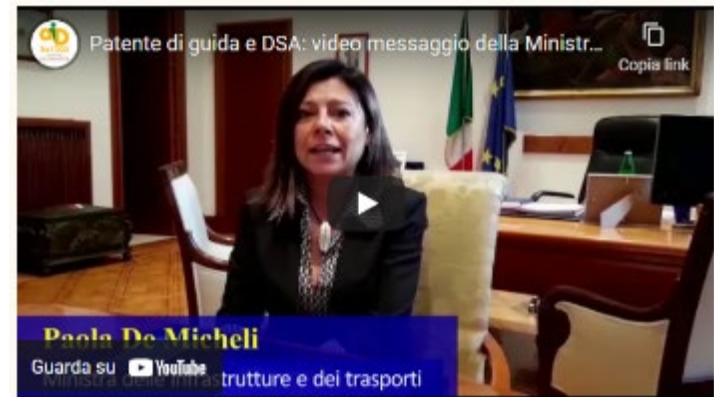 Patente di guida e DSA: video messaggio della Ministr...
Copia link
Paola De Micheli
Guarda su YouTube
Ministra delle infrastrutture e dei trasporti